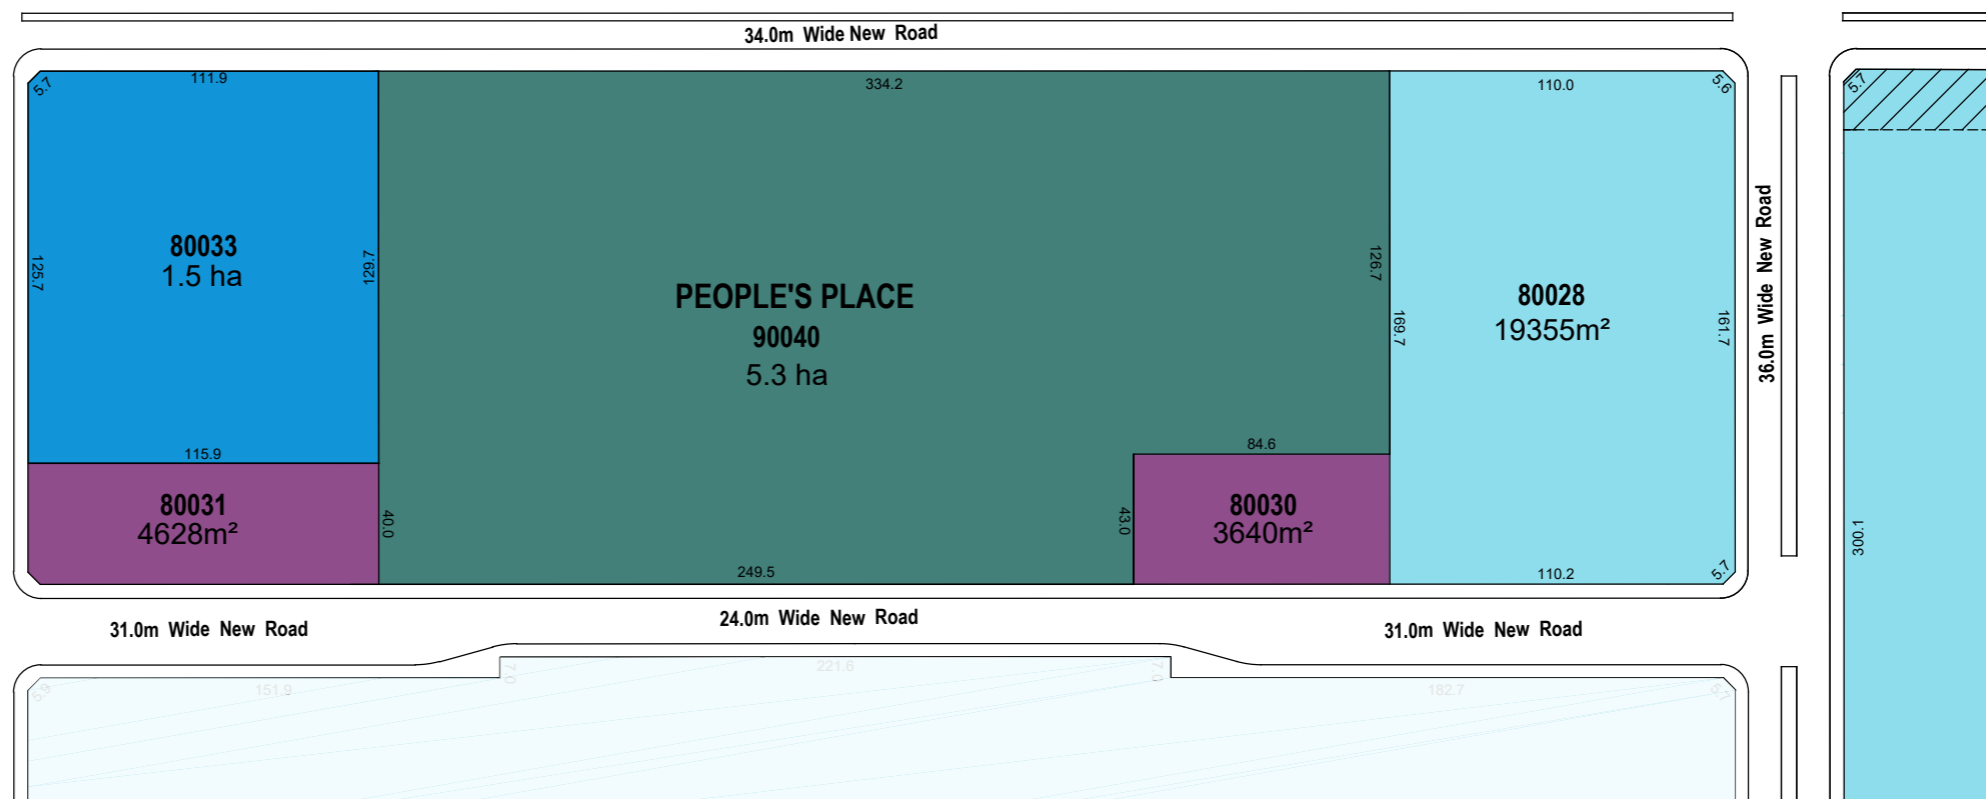 34.0m Wide New Road
5.7
111.9
334.2
110.0
5.6
5.7
80033
1.5 ha
125.7
129.7
PEOPLE'S PLACE
90040
5.3 ha
126.7
169.7
80028
19355m²
161.7
36.0m Wide New Road
115.9
84.6
80031
4628m²
40.0
43.0
80030
3640m²
300.1
249.5
110.2
5.7
31.0m Wide New Road
24.0m Wide New Road
31.0m Wide New Road
5.9
151.9
7.0
221.6
7.0
182.7
5.7